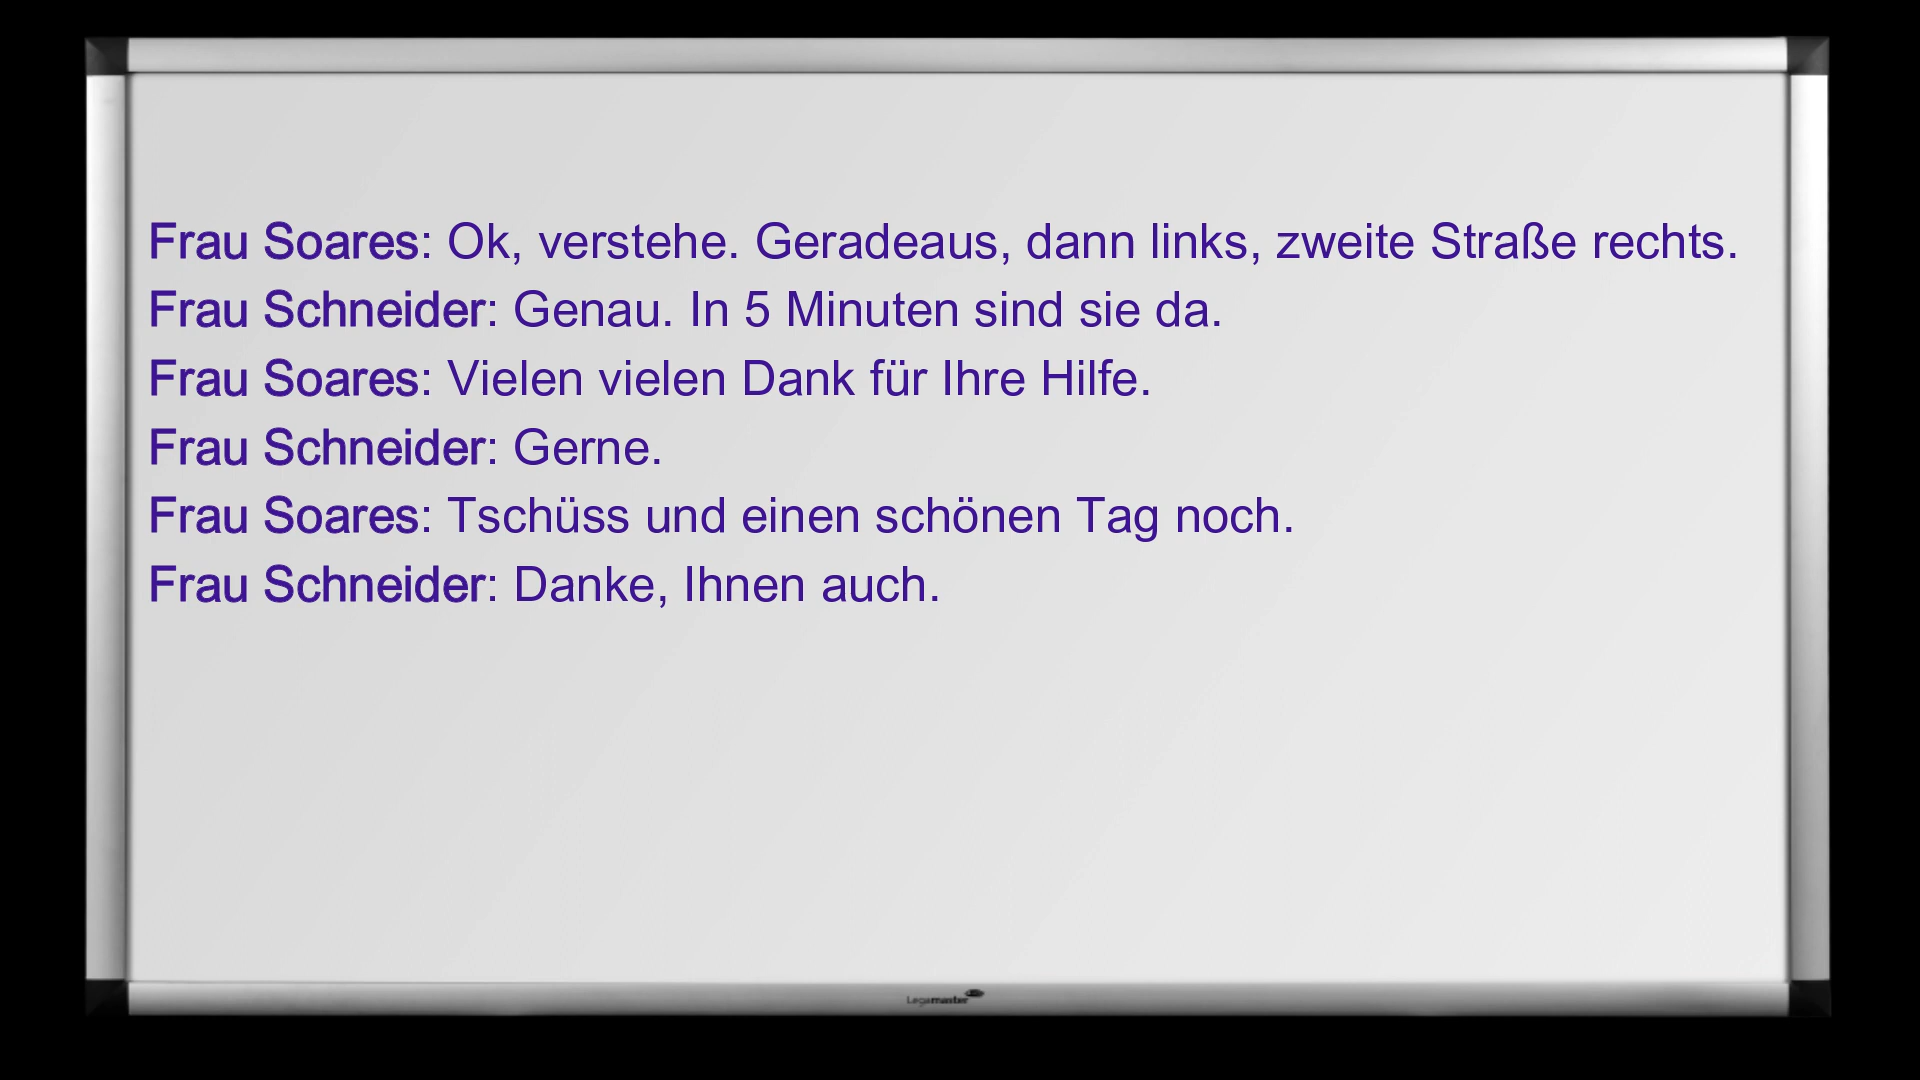 Frau Soares: Ok, verstehe. Geradeaus, dann links, zweite Straße rechts.
Frau Schneider: Genau. In 5 Minuten sind sie da.
Frau Soares: Vielen vielen Dank für Ihre Hilfe.
Frau Schneider: Gerne.
Frau Soares: Tschüss und einen schönen Tag noch.
Frau Schneider: Danke, Ihnen auch.
Legamaster